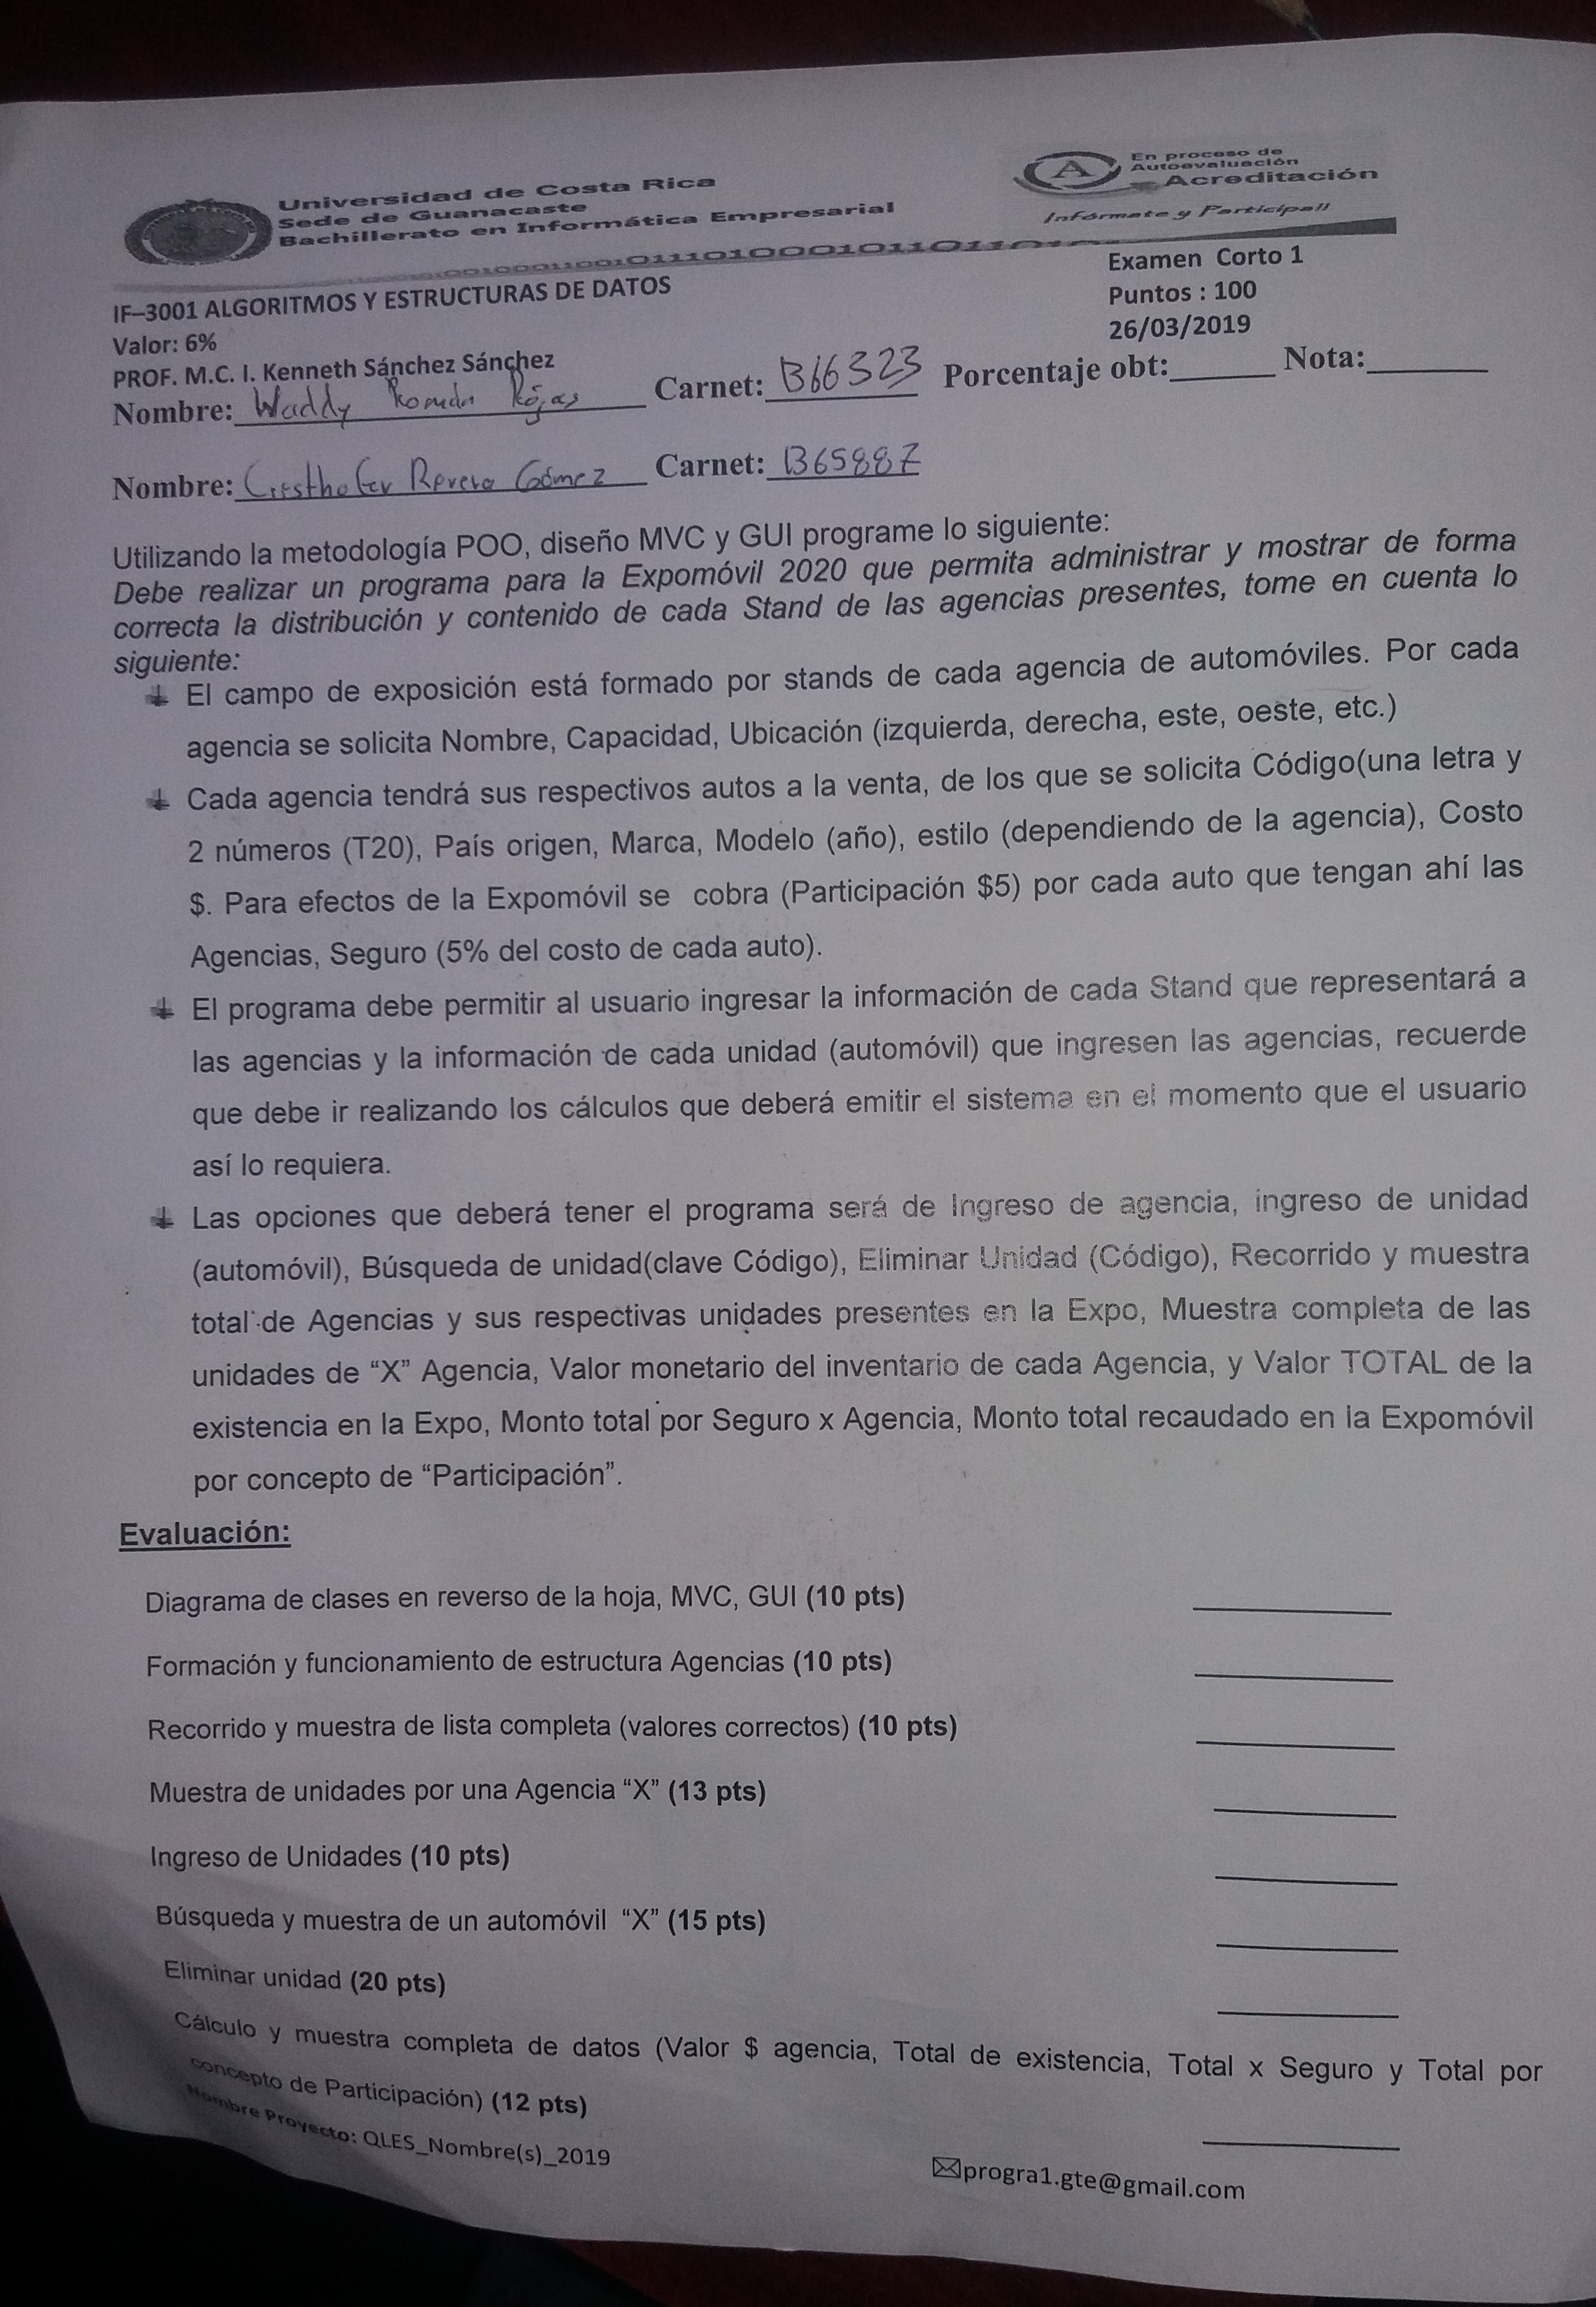 Universidad de Costa Rica
Sede de Guanacaste
Bachillerato en Informática Empresarial
En proceso de
Autoevaluación
Acreditación
Infórmate y Participa!!
A
IF–3001 ALGORITMOS Y ESTRUCTURAS DE DATOS
Valor: 6%
PROF. M.C. I. Kenneth Sánchez Sánchez
Examen Corto 1
Puntos : 100
26/03/2019
Nombre: Waddy Román Rojas Carnet: B66323 Porcentaje obt:______ Nota:_______
Nombre: Gómez Carnet: B65887
Utilizando la metodología POO, diseño MVC y GUI programe lo siguiente:
Debe realizar un programa para la Expomóvil 2020 que permita administrar y mostrar de forma
correcta la distribución y contenido de cada Stand de las agencias presentes, tome en cuenta lo
siguiente:
El campo de exposición está formado por stands de cada agencia de automóviles. Por cada
agencia se solicita Nombre, Capacidad, Ubicación (izquierda, derecha, este, oeste, etc.)
Cada agencia tendrá sus respectivos autos a la venta, de los que se solicita Código(una letra y
2 números (T20), País origen, Marca, Modelo (año), estilo (dependiendo de la agencia), Costo
$. Para efectos de la Expomóvil se cobra (Participación $5) por cada auto que tengan ahí las
Agencias, Seguro (5% del costo de cada auto).
El programa debe permitir al usuario ingresar la información de cada Stand que representará a
las agencias y la información de cada unidad (automóvil) que ingresen las agencias, recuerde
que debe ir realizando los cálculos que deberá emitir el sistema en el momento que el usuario
así lo requiera.
Las opciones que deberá tener el programa será de Ingreso de agencia, ingreso de unidad
(automóvil), Búsqueda de unidad(clave Código), Eliminar Unidad (Código), Recorrido y muestra
total de Agencias y sus respectivas unidades presentes en la Expo, Muestra completa de las
unidades de “X” Agencia, Valor monetario del inventario de cada Agencia, y Valor TOTAL de la
existencia en la Expo, Monto total por Seguro x Agencia, Monto total recaudado en la Expomóvil
por concepto de “Participación”.
Evaluación:
Diagrama de clases en reverso de la hoja, MVC, GUI (10 pts)
Formación y funcionamiento de estructura Agencias (10 pts)
Recorrido y muestra de lista completa (valores correctos) (10 pts)
Muestra de unidades por una Agencia “X” (13 pts)
Ingreso de Unidades (10 pts)
Búsqueda y muestra de un automóvil “X” (15 pts)
Eliminar unidad (20 pts)
Cálculo y muestra completa de datos (Valor $ agencia, Total de existencia, Total x Seguro y Total por
concepto de Participación) (12 pts)
Nombre Proyecto: QLES_Nombre(s)_2019
progra1.gte@gmail.com